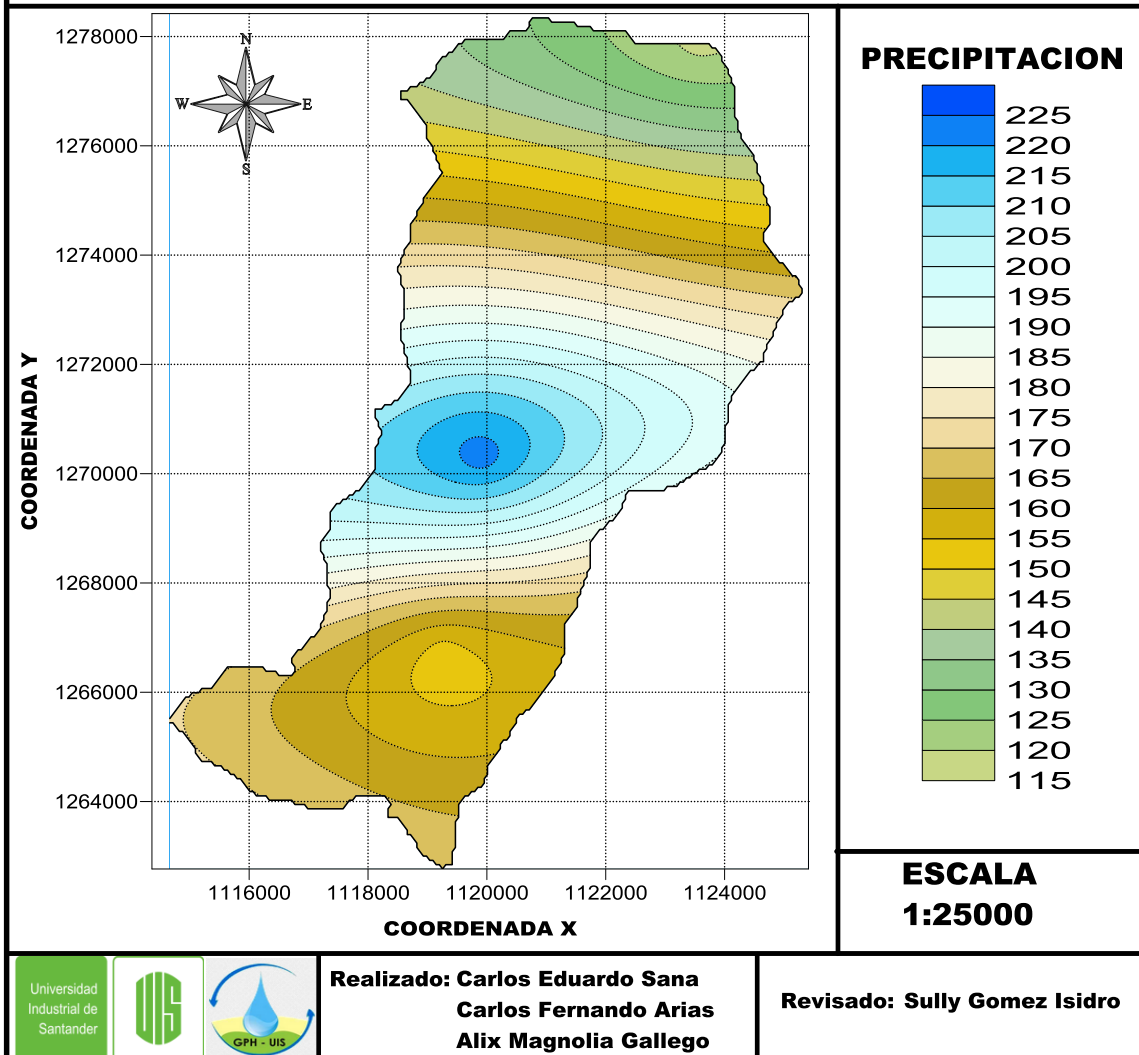 N
W E
S
1278000
1276000
1274000
1272000
1270000
1268000
1266000
1264000
COORDENADA Y
1116000 1118000 1120000 1122000 1124000
COORDENADA X
PRECIPITACION
225
220
215
210
205
200
195
190
185
180
175
170
165
160
155
150
145
140
135
130
125
120
115
ESCALA
1:25000
Universidad
Industrial de
Santander
UIS
GPH - UIS
Realizado: Carlos Eduardo Sana
Carlos Fernando Arias
Alix Magnolia Gallego
Revisado: Sully Gomez Isidro